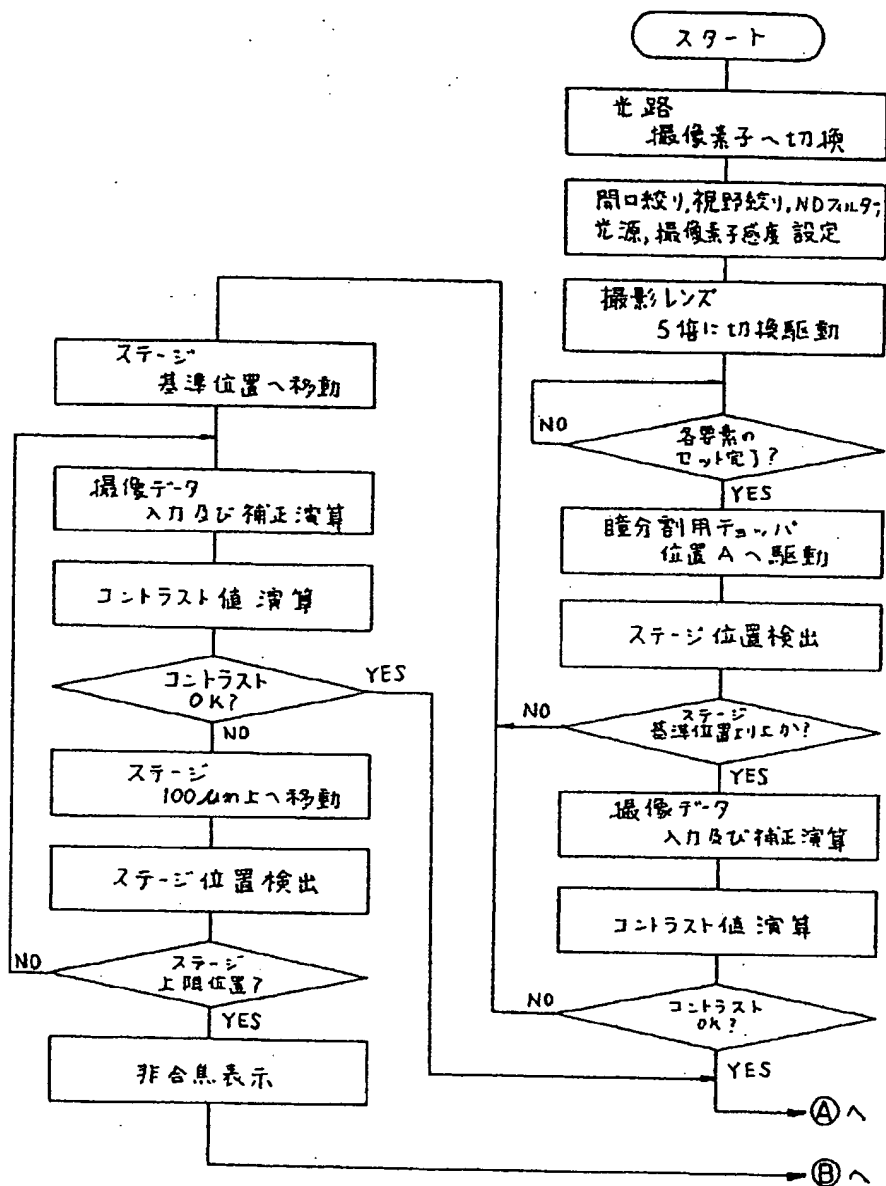 スタート
光路
撮像素子へ切換
開口絞り,視野絞り,NDフィルター,
光源,撮像素子感度 設定
撮影レンズ
5倍に切換駆動
NO
各要素の
セット完了?
YES
瞳分割用チョッパ
位置Aへ駆動
ステージ位置検出
NO
ステージ
基準位置より上か?
YES
撮像データ
入力及び補正演算
コントラスト値演算
NO
コントラスト
OK?
YES
Ⓐへ
ステージ
基準位置へ移動
撮像データ
入力及び補正演算
コントラスト値演算
コントラスト
OK?
YES
NO
ステージ
100μm上へ移動
ステージ位置検出
NO
ステージ
上限位置?
YES
非合焦表示
Ⓑへ